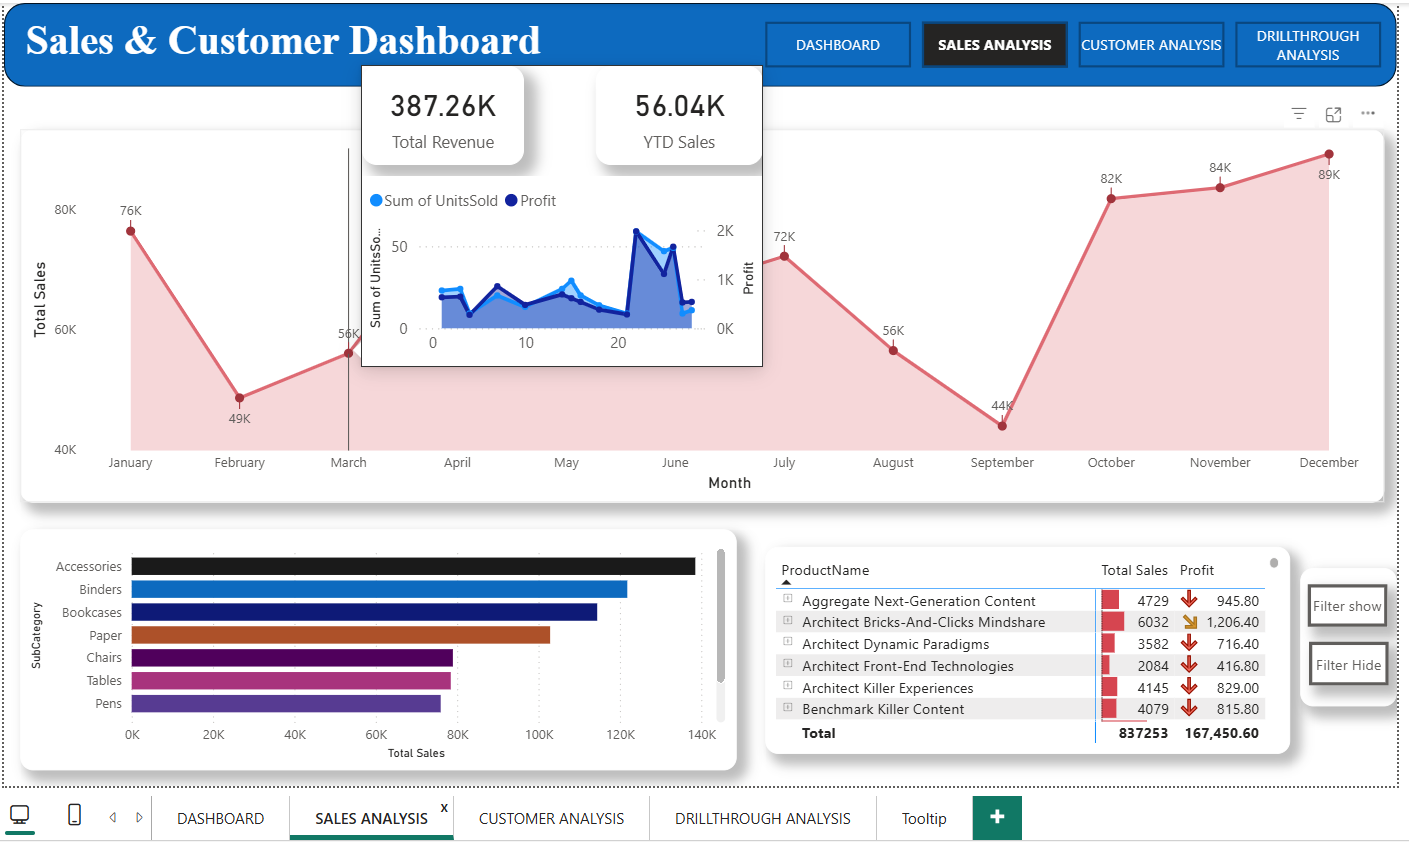 Sales & Customer Dashboard
DASHBOARD
SALES ANALYSIS
CUSTOMER ANALYSIS
DRILLTHROUGH
ANALYSIS
387.26K
Total Revenue
56.04K
YTD Sales
Sum of UnitsSold
Profit
Sum of UnitsSo...
50
0
2K
1K
0K
Profit
0
10
20
Total Sales
80K
60K
40K
76K
49K
56K
72K
56K
44K
82K
84K
89K
January
February
March
April
May
June
July
August
September
October
November
December
Month
SubCategory
Accessories
Binders
Bookcases
Paper
Chairs
Tables
Pens
0K
20K
40K
60K
80K
100K
120K
140K
Total Sales
ProductName Total Sales Profit
Aggregate Next-Generation Content 4729 945.80
Architect Bricks-And-Clicks Mindshare 6032 1,206.40
Architect Dynamic Paradigms 3582 716.40
Architect Front-End Technologies 2084 416.80
Architect Killer Experiences 4145 829.00
Benchmark Killer Content 4079 815.80
Total 837253 167,450.60
Filter show
Filter Hide
DASHBOARD
SALES ANALYSIS
x
CUSTOMER ANALYSIS
DRILLTHROUGH ANALYSIS
Tooltip
+